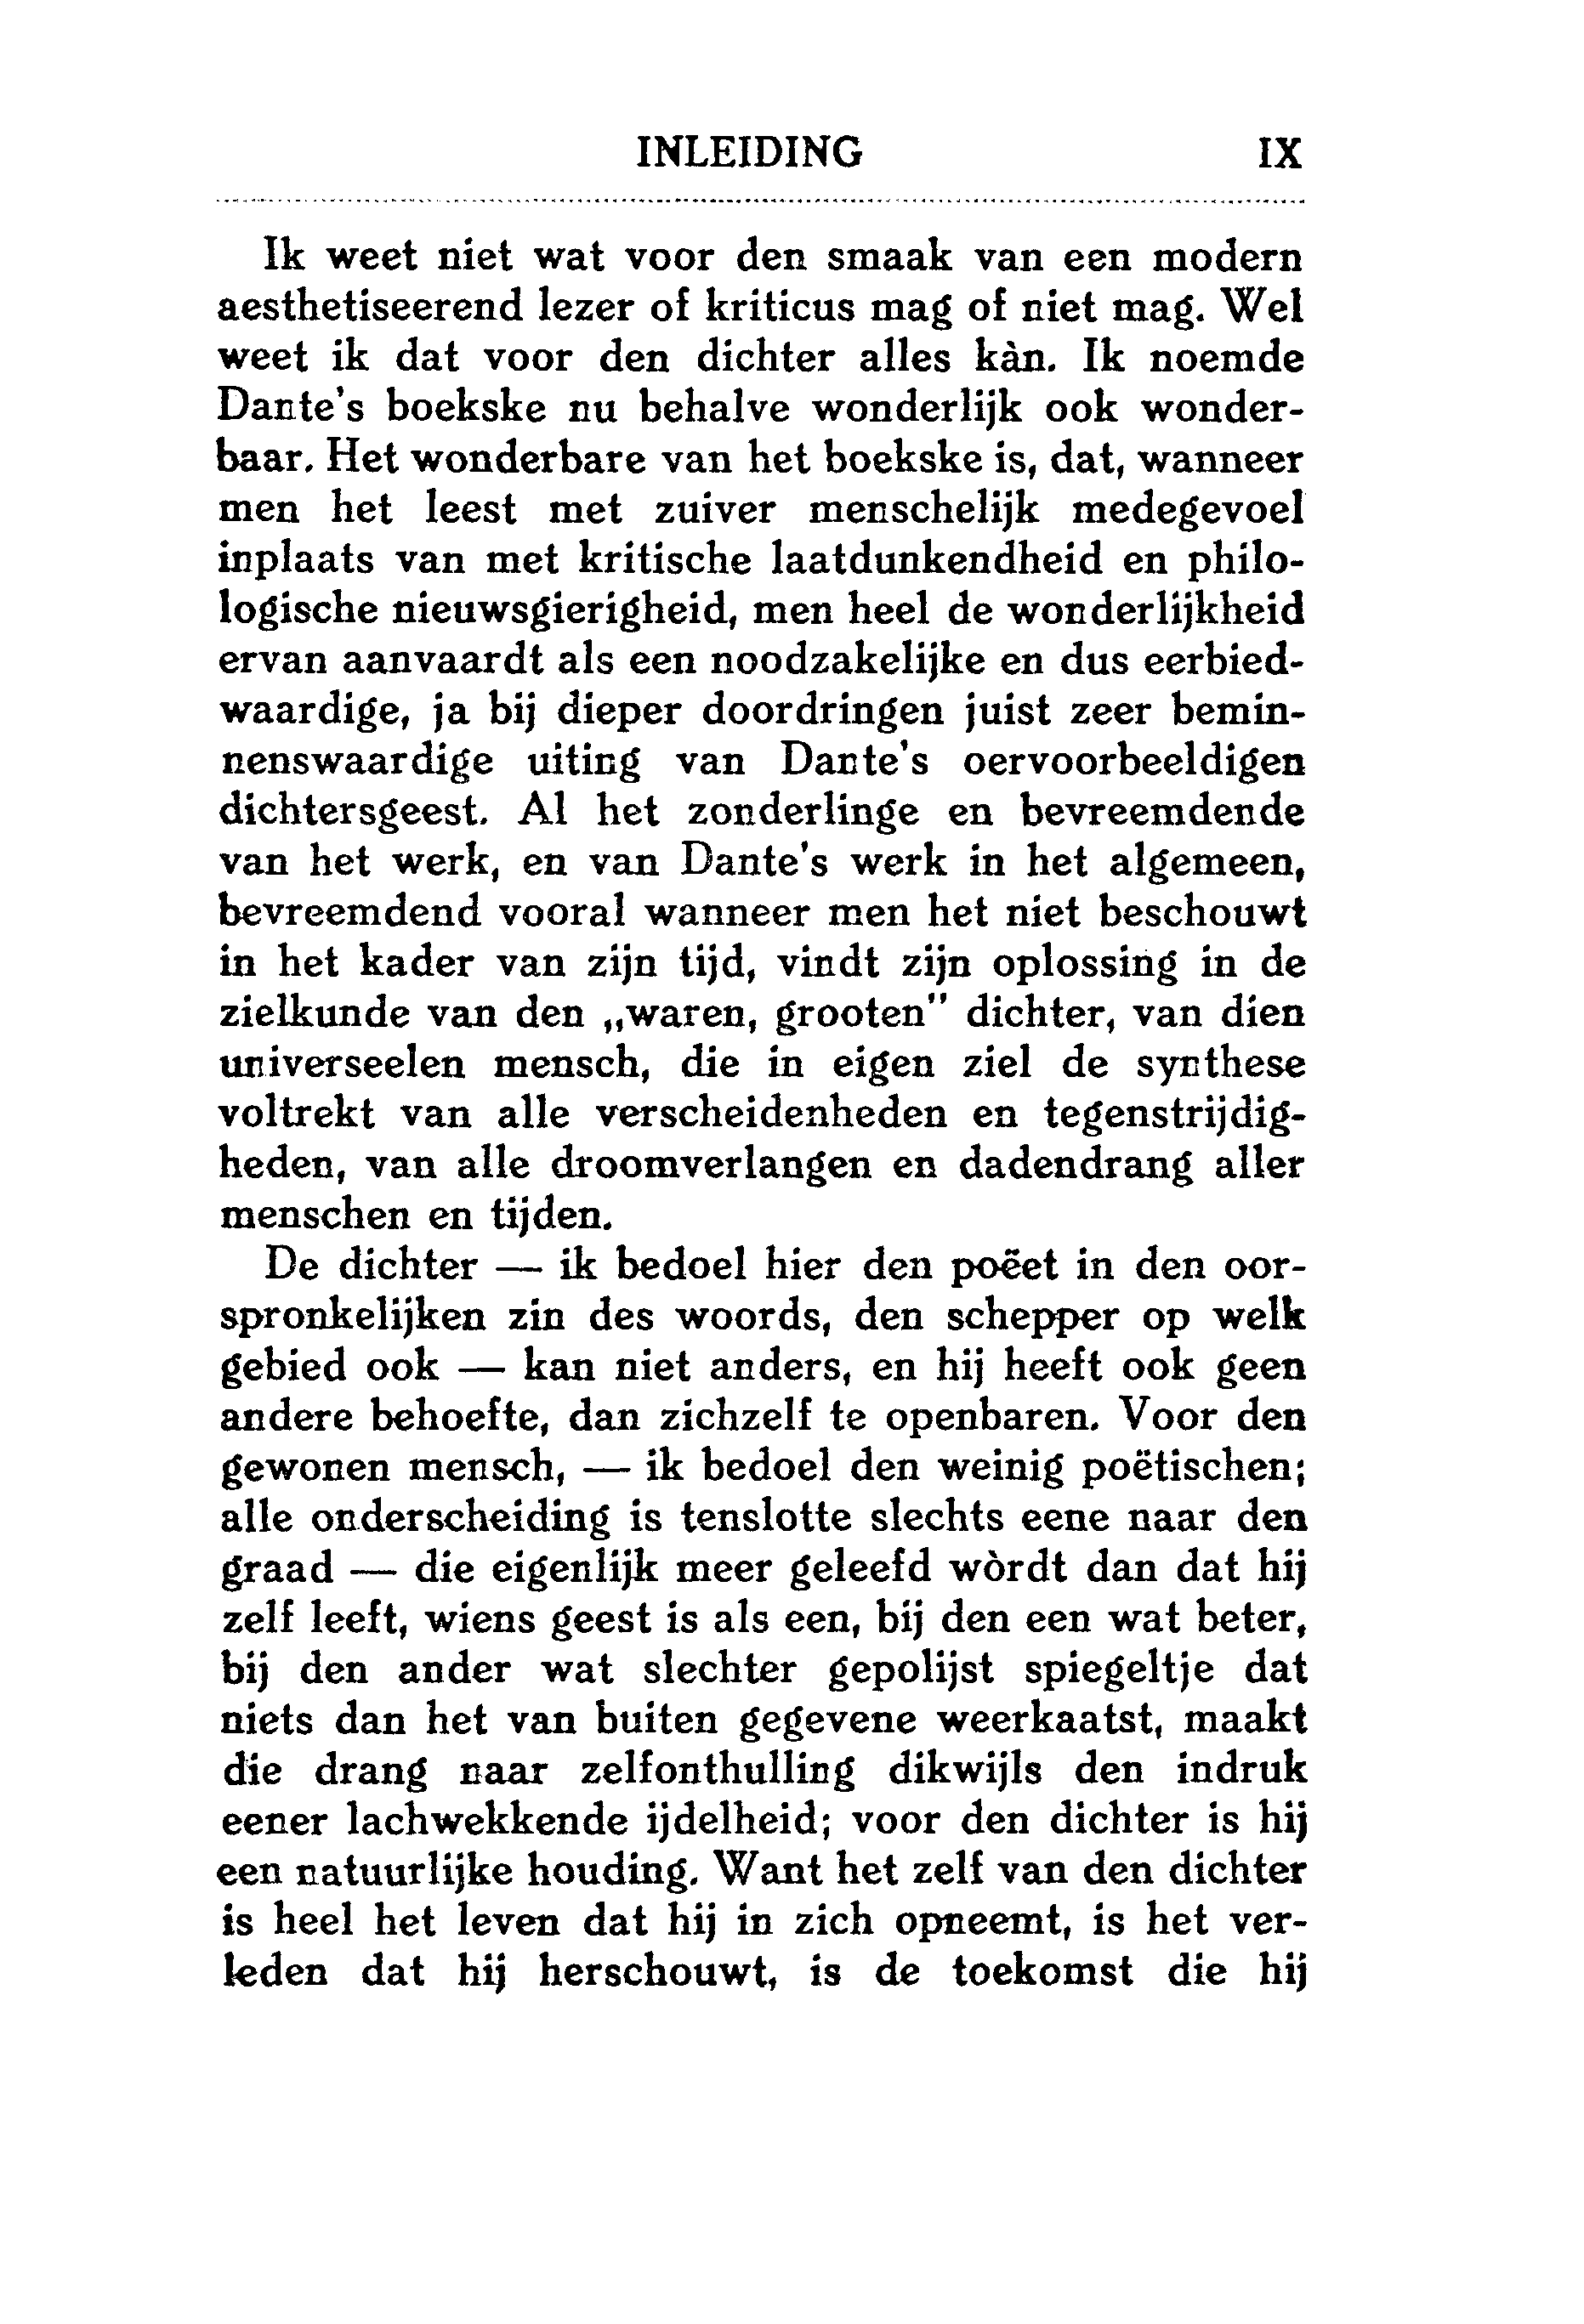 INLEIDING IX
Ik weet niet wat voor den smaak van een modern
aesthetiseerend lezer of kriticus mag of niet mag. Wel
weet ik dat voor den dichter alles kàn. Ik noemde
Dante's boekske nu behalve wonderlijk ook wonder-
baar. Het wonderbare van het boekske is, dat, wanneer
men het leest met zuiver menschelijk medegevoel
inplaats van met kritische laatdunkendheid en philo-
logische nieuwsgierigheid, men heel de wonderlijkheid
ervan aanvaardt als een noodzakelijke en dus eerbied-
waardige, ja bij dieper doordringen juist zeer bemin-
nenswaardige uiting van Dante's oervoorbeeldigen
dichtersgeest. Al het zonderlinge en bevreemdende
van het werk, en van Dante's werk in het algemeen,
bevreemdend vooral wanneer men het niet beschouwt
in het kader van zijn tijd, vindt zijn oplossing in de
zielkunde van den „waren, grooten" dichter, van dien
universeelen mensch, die in eigen ziel de synthese
voltrekt van alle verscheidenheden en tegenstrijdig-
heden, van alle droomverlangen en dadendrang aller
menschen en tijden.
De dichter — ik bedoel hier den poëet in den oor-
spronkelijken zin des woords, den schepper op welk
gebied ook — kan niet anders, en hij heeft ook geen
andere behoefte, dan zichzelf te openbaren. Voor den
gewonen mensch, — ik bedoel den weinig poëtischen;
alle onderscheiding is tenslotte slechts eene naar den
graad — die eigenlijk meer geleefd wòrdt dan dat hij
zelf leeft, wiens geest is als een, bij den een wat beter,
bij den ander wat slechter gepolijst spiegeltje dat
niets dan het van buiten gegevene weerkaatst, maakt
die drang naar zelfonthulling dikwijls den indruk
eener lachwekkende ijdelheid; voor den dichter is hij
een natuurlijke houding. Want het zelf van den dichter
is heel het leven dat hij in zich opneemt, is het ver-
leden dat hij herschouwt, is de toekomst die hij